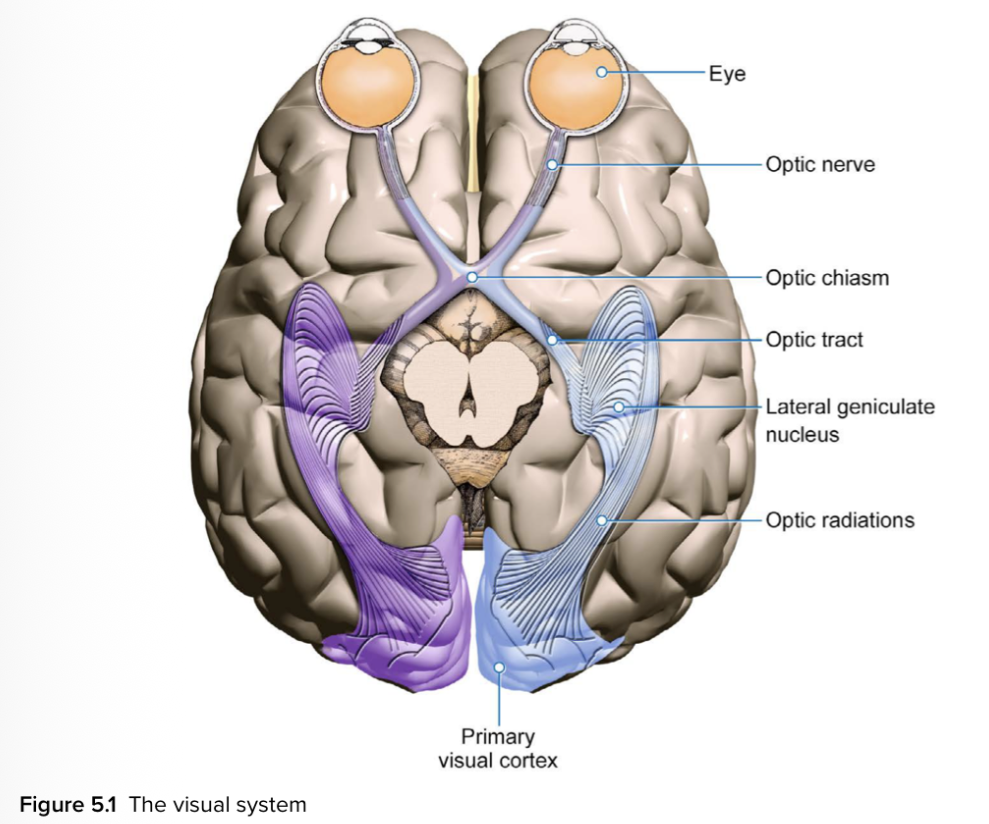 Eye
Optic nerve
Optic chiasm
Optic tract
Lateral geniculate
nucleus
Optic radiations
Primary
visual cortex
Figure 5.1 The visual system